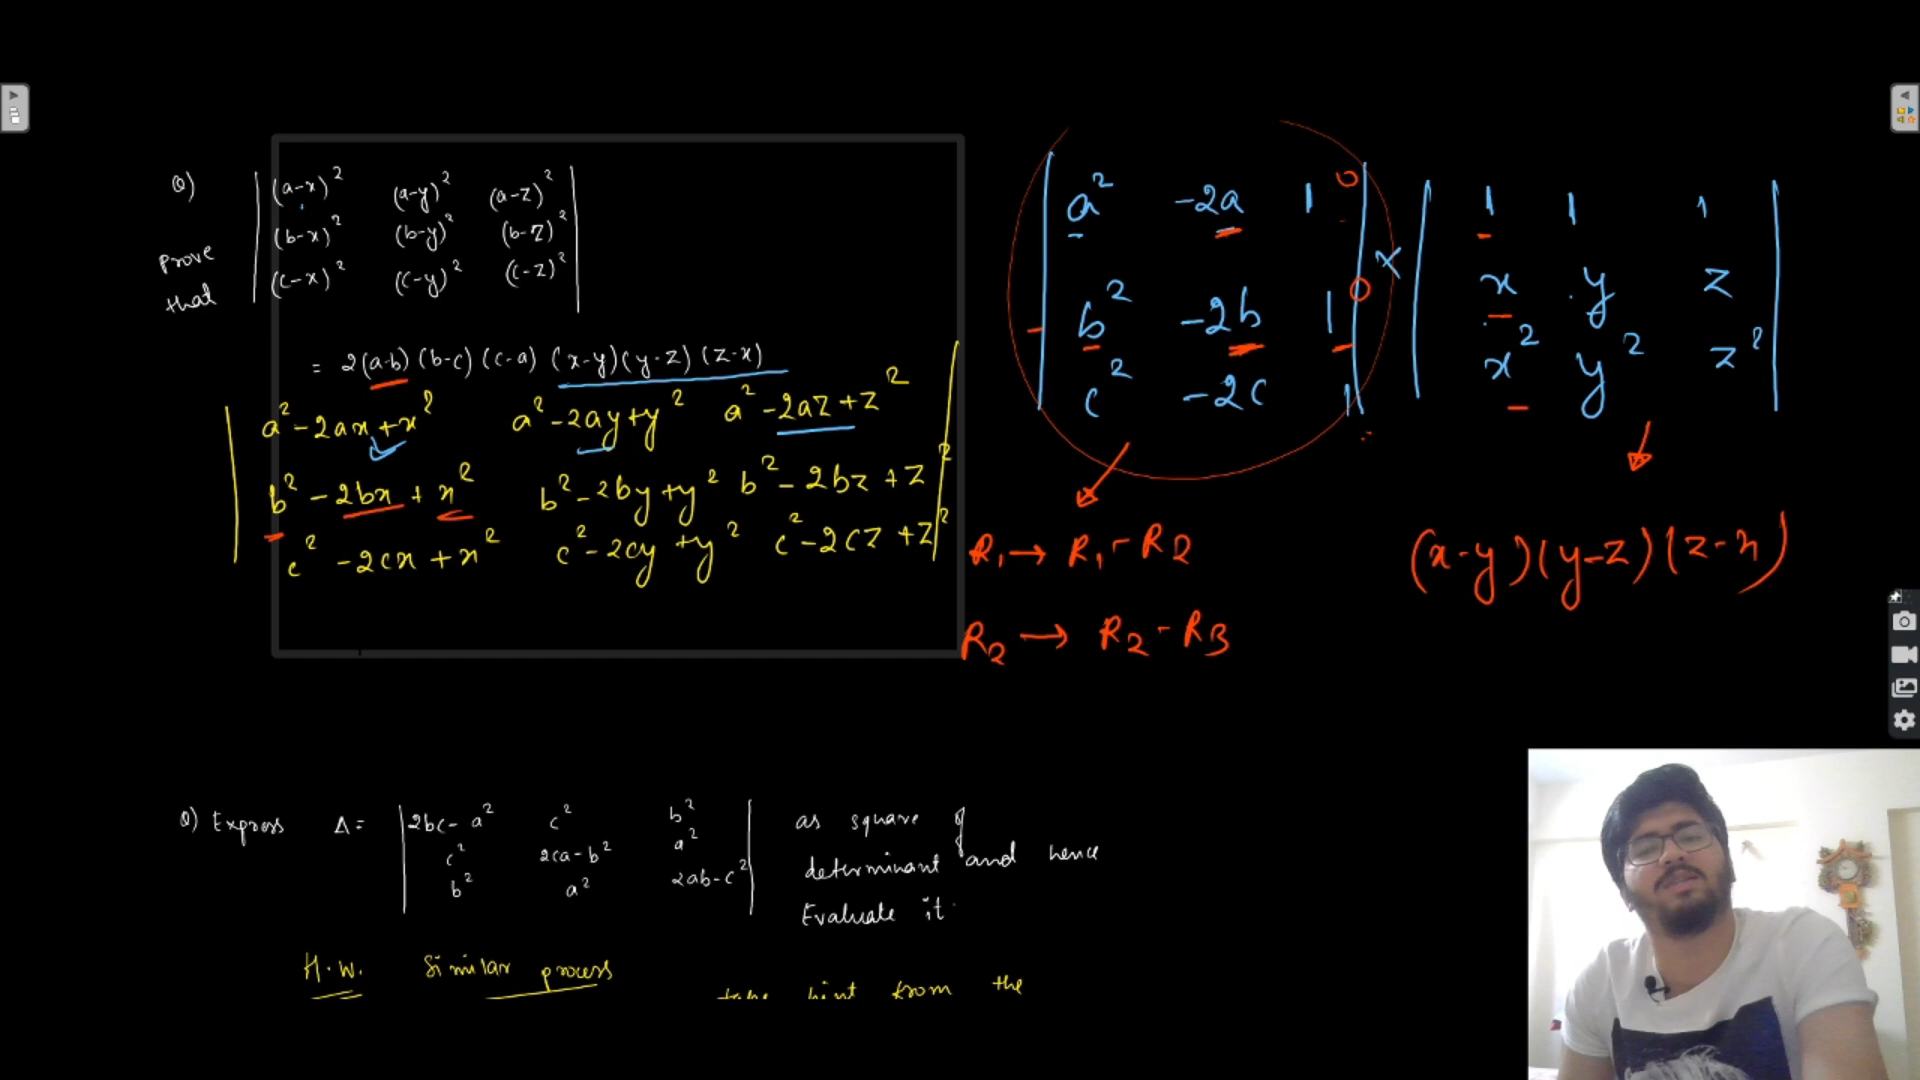 Q) | (a-x)² (a-y)² (a-z)² |
Prove | (b-x)² (b-y)² (b-z)² |
that | (c-x)² (c-y)² (c-z)² |
= 2(a-b)(b-c)(c-a)(x-y)(y-z)(z-x)
| a²-2ax+x² a²-2ay+y² a²-2az+z² |
| b²-2bx+x² b²-2by+y² b²-2bz+z² |
| c²-2cx+x² c²-2cy+y² c²-2cz+z² |
| a² -2a 1 | 0 × | 1 1 1 |
| b² -2b 1 | 0 | x y z |
| c² -2c 1 | | x² y² z² |
R₁ → R₁ - R2
R2 → R2 - R3
(x-y)(y-z)(z-x)
Q) Express Δ = | 2bc-a² c² b² | as square of
| c² 2ca-b² a² | determinant and hence
| b² a² 2ab-c² | Evaluate it.
H.W. Similar process
hint from the